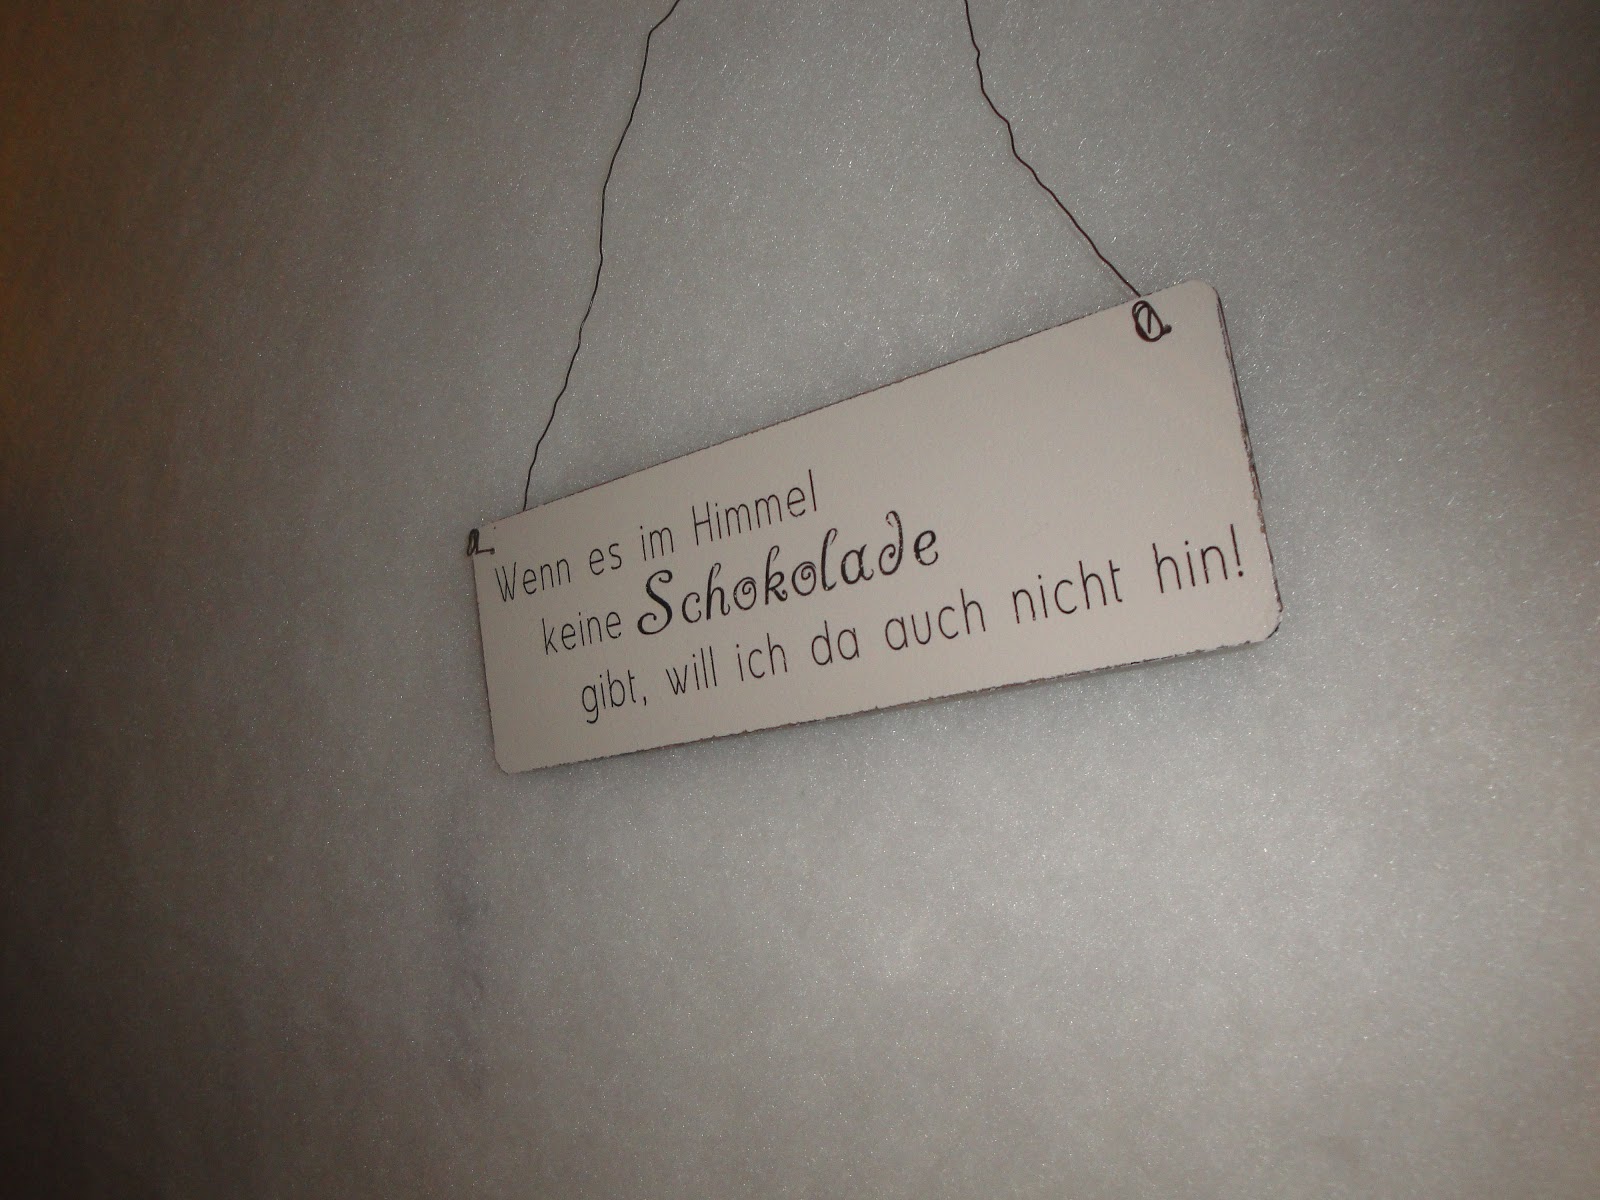 Wenn es im Himmel
keine Schokolade
gibt, will ich da auch nicht hin!